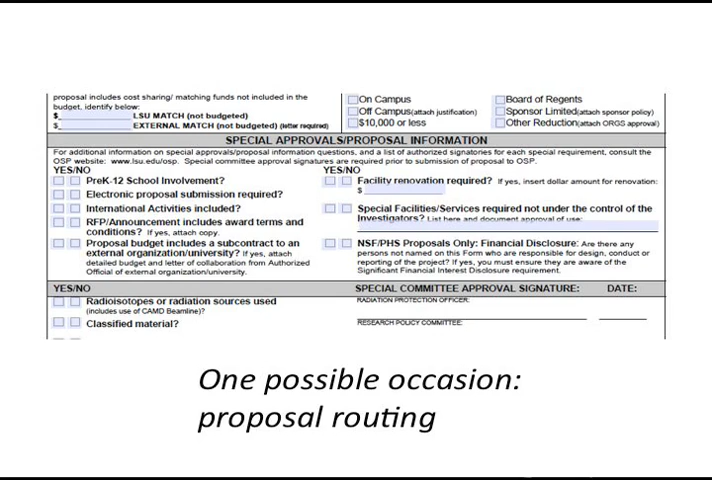 proposal includes cost sharing/ matching funds not included in the
budget, identify below:
$_ LSU MATCH (not budgeted)
$_ EXTERNAL MATCH (not budgeted) (letter required)
On Campus
Off Campus(attach justification)
$10,000 or less
Board of Regents
Sponsor Limited(attach sponsor policy)
Other Reduction(attach ORGS approval)
SPECIAL APPROVALS/PROPOSAL INFORMATION
For additional information on special approvals/proposal information questions, and a list of authorized signatures for each special requirement, consult the
OSP website: www.lsu.edu/osp. Special committee approval signatures are required prior to submission of proposal to OSP.
YES/NO
PreK-12 School Involvement?
Electronic proposal submission required?
International Activities included?
RFP/Announcement includes award terms and
conditions? If yes, attach copy.
Proposal budget includes a subcontract to an
external organization/university? If yes, attach
detailed budget and letter of collaboration from Authorized
Official of external organization/university.
YES/NO
Facility renovation required? If yes, insert dollar amount for renovation:
$
Special Facilities/Services required not under the control of the
Investigators? List here and document approval of use:
NSF/PHS Proposals Only: Financial Disclosure: Are there any
persons not named on this Form who are responsible for design, conduct or
reporting of the project? If yes, you must ensure they are aware of the
Significant Financial Interest Disclosure requirement.
YES/NO SPECIAL COMMITTEE APPROVAL SIGNATURE: DATE:
Radioisotopes or radiation sources used
(includes use of CAMD Beamline)?
RADIATION PROTECTION OFFICER:
Classified material?
RESEARCH POLICY COMMITTEE:
One possible occasion:
proposal routing